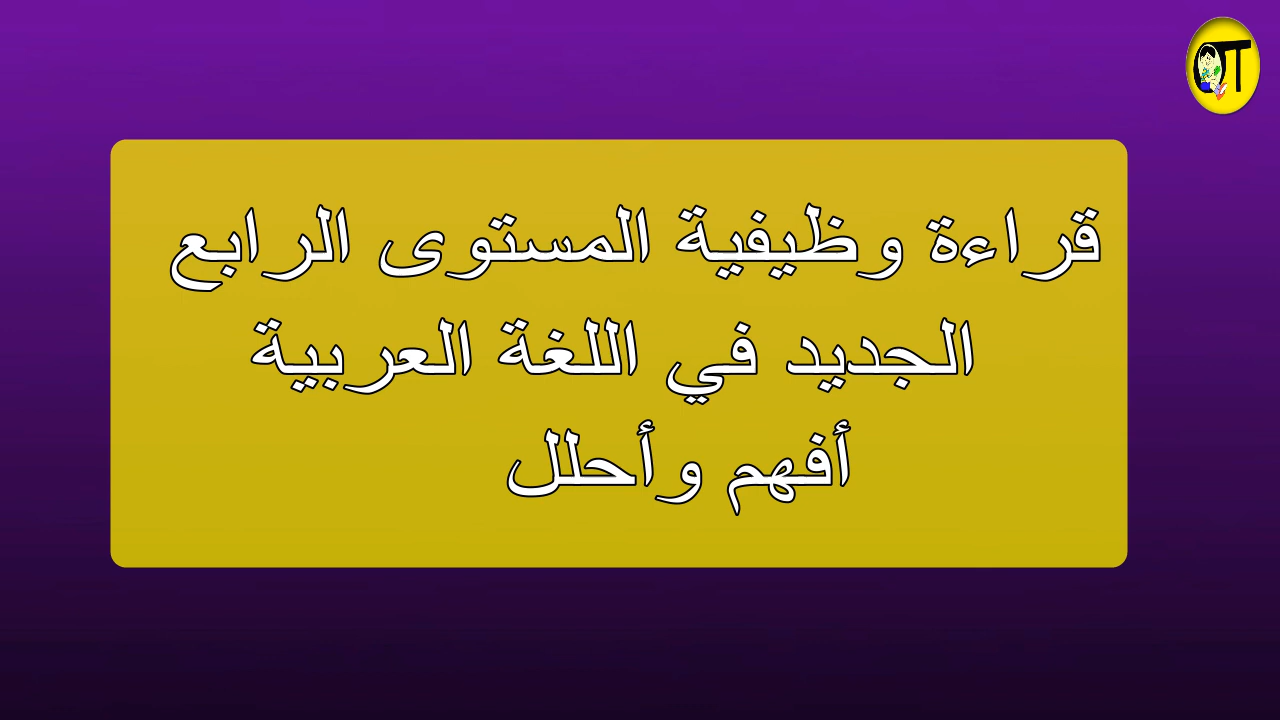 قراءة وظيفية المستوى الرابع
الجديد في اللغة العربية
أفهم وأحلل